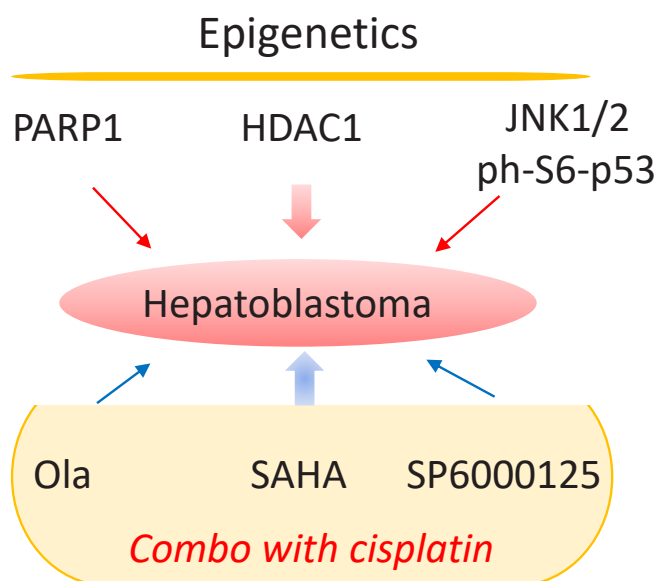 Epigenetics
PARP1 HDAC1 JNK1/2
ph-S6-p53
Hepatoblastoma
Ola SAHA SP6000125
Combo with cisplatin